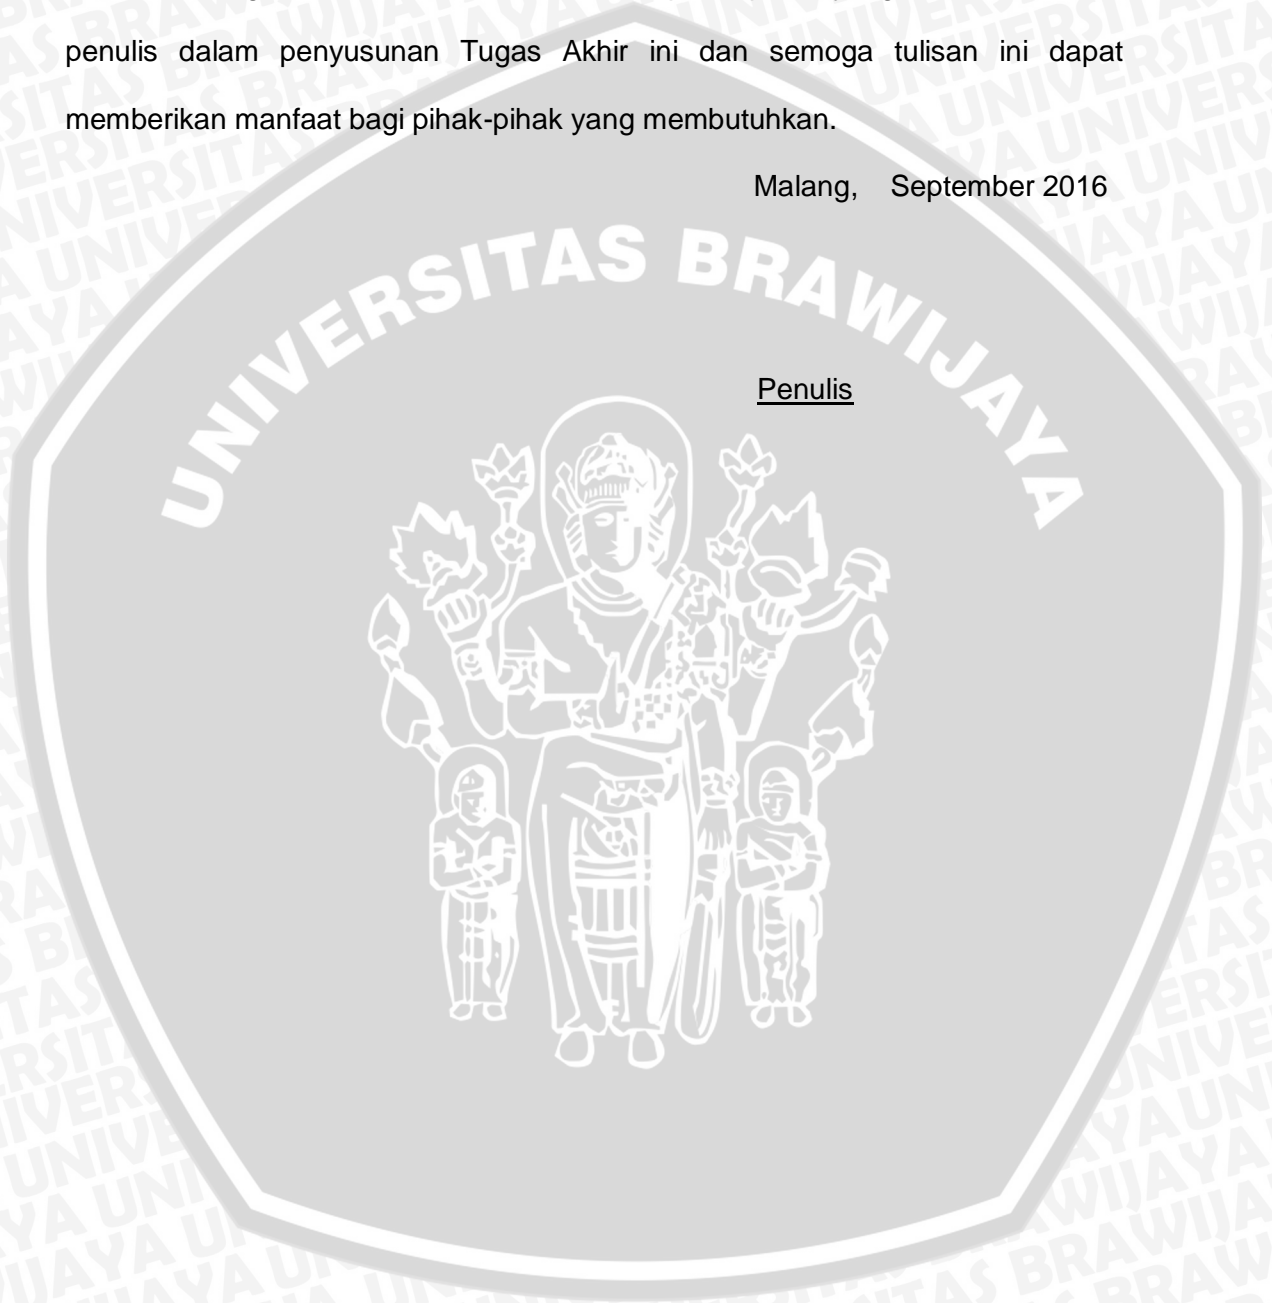 penulis dalam penyusunan Tugas Akhir ini dan semoga tulisan ini dapat
memberikan manfaat bagi pihak-pihak yang membutuhkan.
Malang, September 2016
UNIVERSITAS BRAWIJAYA
Penulis